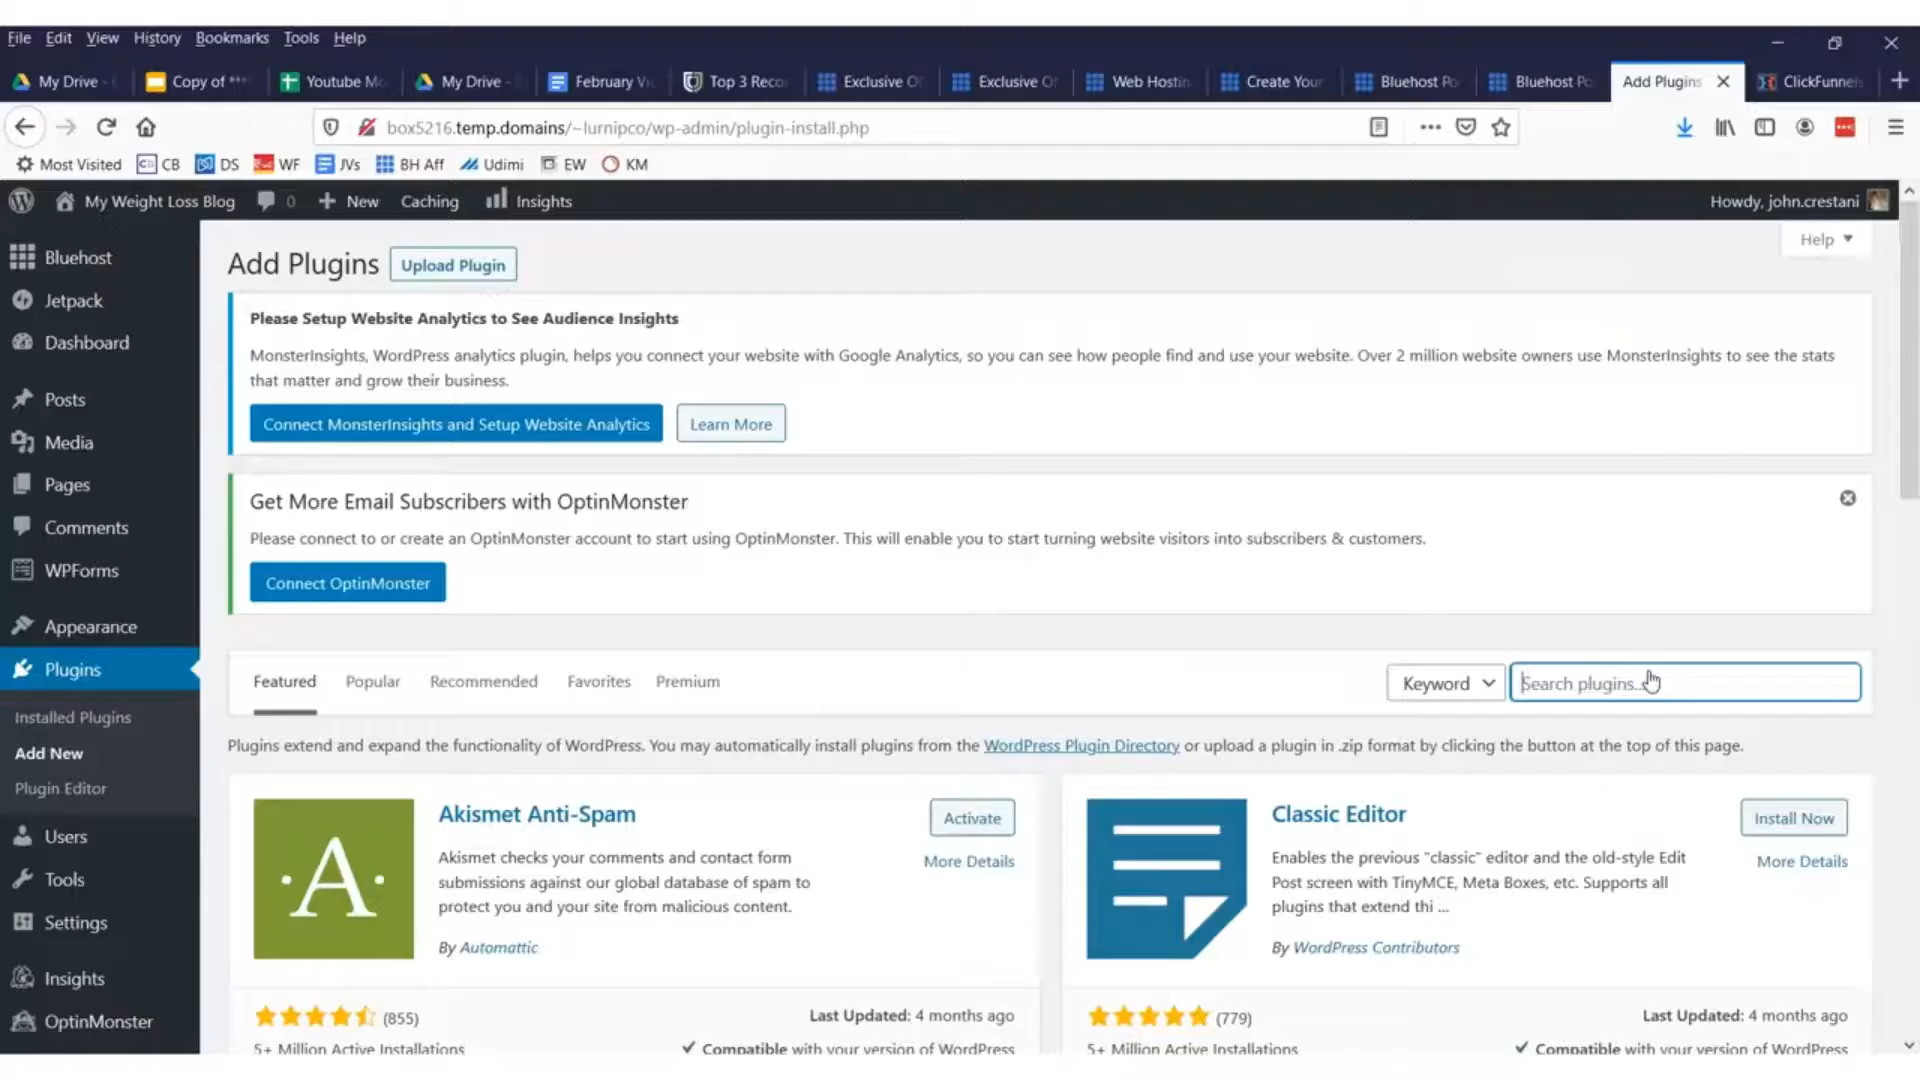 File Edit View History Bookmarks Tools Help
My Drive - Copy of *** Youtube Mo My Drive - February Vi Top 3 Reco Exclusive O Exclusive Of Web Hostin Create Your Bluehost Po Bluehost Po Add Plugins ClickFunnels
box5216.temp.domains/~lurnipco/wp-admin/plugin-install.php
Most Visited CB DS WF JVs BH Aff Udimi EW KM
My Weight Loss Blog 0 + New Caching Insights Howdy, john.crestani
Help
Bluehost
Jetpack
Dashboard
Posts
Media
Pages
Comments
WPForms
Appearance
Plugins
Installed Plugins
Add New
Plugin Editor
Users
Tools
Settings
Insights
OptinMonster
Add Plugins Upload Plugin
Please Setup Website Analytics to See Audience Insights
MonsterInsights, WordPress analytics plugin, helps you connect your website with Google Analytics, so you can see how people find and use your website. Over 2 million website owners use MonsterInsights to see the stats
that matter and grow their business.
Connect MonsterInsights and Setup Website Analytics Learn More
Get More Email Subscribers with OptinMonster
Please connect to or create an OptinMonster account to start using OptinMonster. This will enable you to start turning website visitors into subscribers & customers.
Connect OptinMonster
Featured Popular Recommended Favorites Premium Keyword Search plugins...
Plugins extend and expand the functionality of WordPress. You may automatically install plugins from the WordPress Plugin Directory or upload a plugin in .zip format by clicking the button at the top of this page.
Akismet Anti-Spam
Activate
More Details
Akismet checks your comments and contact form
submissions against our global database of spam to
protect you and your site from malicious content.
By Automattic
(855)
Last Updated: 4 months ago
5+ Million Active Installations
Compatible with your version of WordPress
Classic Editor
Install Now
More Details
Enables the previous "classic" editor and the old-style Edit
Post screen with TinyMCE, Meta Boxes, etc. Supports all
plugins that extend thi ...
By WordPress Contributors
(779)
Last Updated: 4 months ago
5+ Million Active Installations
Compatible with your version of WordPress